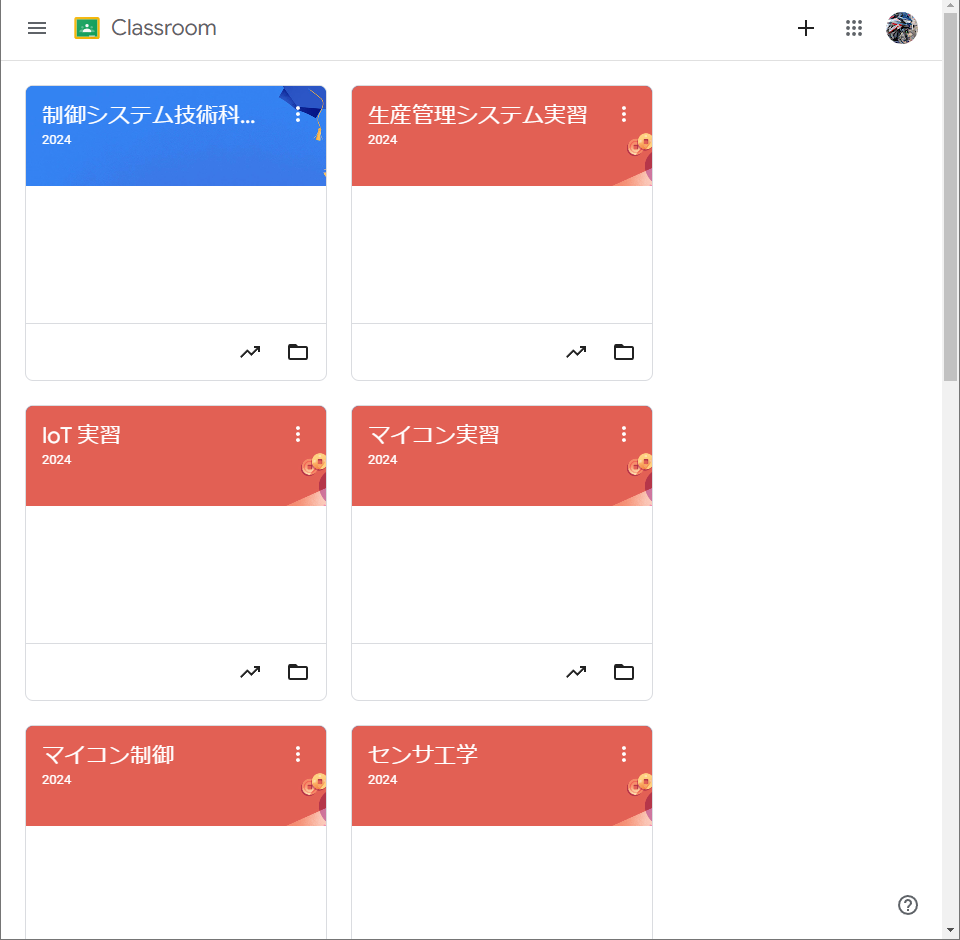 Classroom
制御システム技術科...
2024
生産管理システム実習
2024
IoT 実習
2024
マイコン実習
2024
マイコン制御
2024
センサ工学
2024